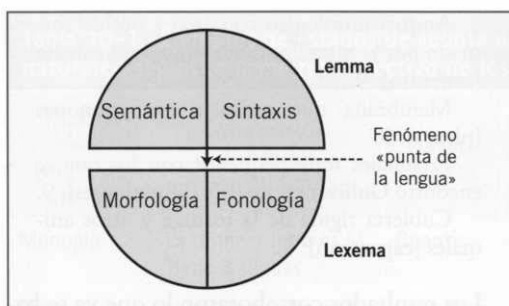 Lemma
Semántica Sintaxis
Fenómeno
«punta de
la lengua»
Morfología Fonología
Lexema